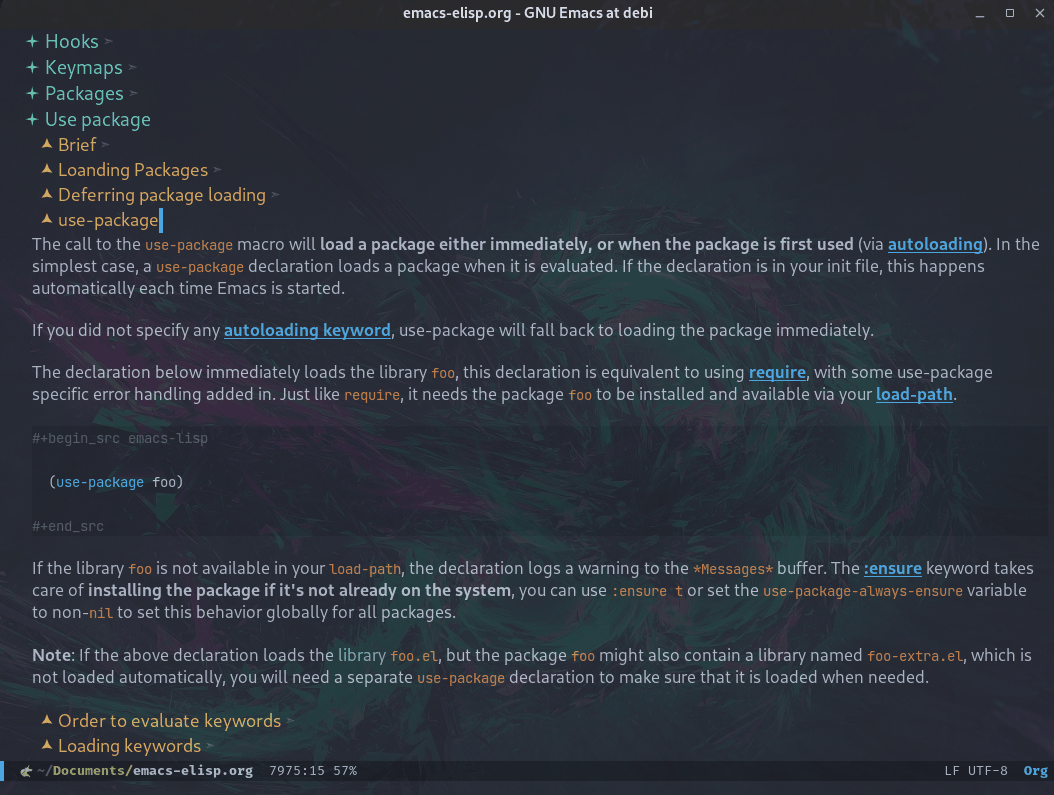 emacs-elisp.org - GNU Emacs at debi
Hooks
Keymaps
Packages
Use package
Brief
Loanding Packages
Deferring package loading
use-package
The call to the use-package macro will load a package either immediately, or when the package is first used (via autoloading). In the
simplest case, a use-package declaration loads a package when it is evaluated. If the declaration is in your init file, this happens
automatically each time Emacs is started.
If you did not specify any autoloading keyword, use-package will fall back to loading the package immediately.
The declaration below immediately loads the library foo, this declaration is equivalent to using require, with some use-package
specific error handling added in. Just like require, it needs the package foo to be installed and available via your load-path.
#+begin_src emacs-lisp
(use-package foo)
#+end_src
If the library foo is not available in your load-path, the declaration logs a warning to the *Messages* buffer. The :ensure keyword takes
care of installing the package if it's not already on the system, you can use :ensure t or set the use-package-always-ensure variable
to non-nil to set this behavior globally for all packages.
Note: If the above declaration loads the library foo.el, but the package foo might also contain a library named foo-extra.el, which is
not loaded automatically, you will need a separate use-package declaration to make sure that it is loaded when needed.
Order to evaluate keywords
Loading keywords
~/Documents/emacs-elisp.org 7975:15 57% LF UTF-8 Org